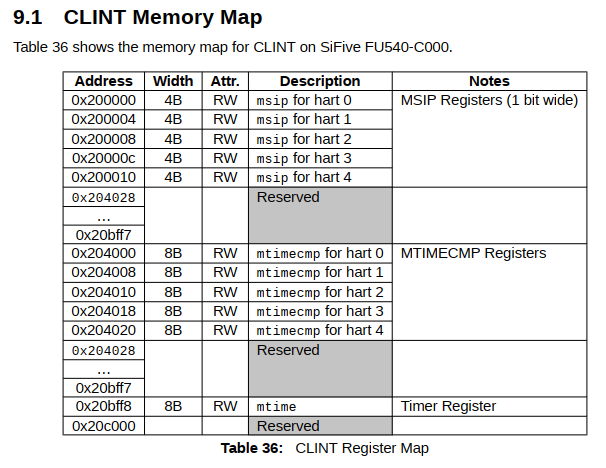 9.1 CLINT Memory Map
Table 36 shows the memory map for CLINT on SiFive FU540-C000.
Address Width Attr. Description Notes
0x200000 4B RW msip for hart 0 MSIP Registers (1 bit wide)
0x200004 4B RW msip for hart 1
0x200008 4B RW msip for hart 2
0x20000c 4B RW msip for hart 3
0x200010 4B RW msip for hart 4
0x204028 Reserved
...
0x20bff7
0x204000 8B RW mtimecmp for hart 0 MTIMECMP Registers
0x204008 8B RW mtimecmp for hart 1
0x204010 8B RW mtimecmp for hart 2
0x204018 8B RW mtimecmp for hart 3
0x204020 8B RW mtimecmp for hart 4
0x204028 Reserved
...
0x20bff7
0x20bff8 8B RW mtime Timer Register
0x20c000 Reserved
Table 36: CLINT Register Map